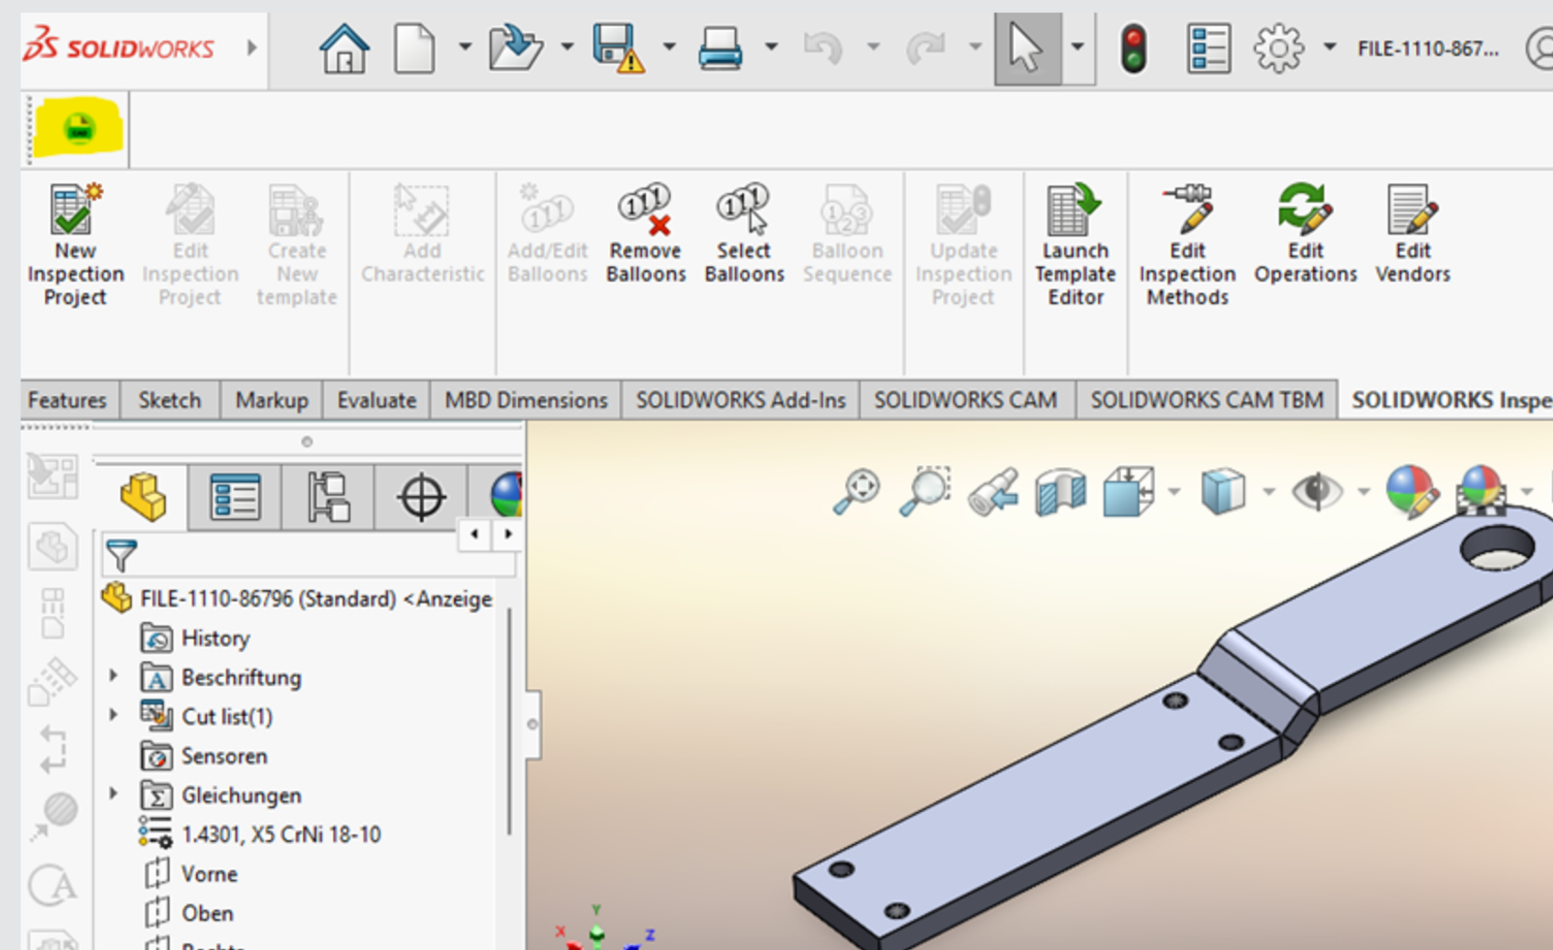 SOLIDWORKS
FILE-1110-867...
New Inspection Project
Edit Inspection Project
Create New template
Add Characteristic
Add/Edit Balloons
Remove Balloons
Select Balloons
Balloon Sequence
Update Inspection Project
Launch Template Editor
Edit Inspection Methods
Edit Operations
Edit Vendors
Features
Sketch
Markup
Evaluate
MBD Dimensions
SOLIDWORKS Add-Ins
SOLIDWORKS CAM
SOLIDWORKS CAM TBM
SOLIDWORKS Inspe
FILE-1110-86796 (Standard) <Anzeige
History
Beschriftung
Cut list(1)
Sensoren
Gleichungen
1.4301, X5 CrNi 18-10
Vorne
Oben
Y
X
Z